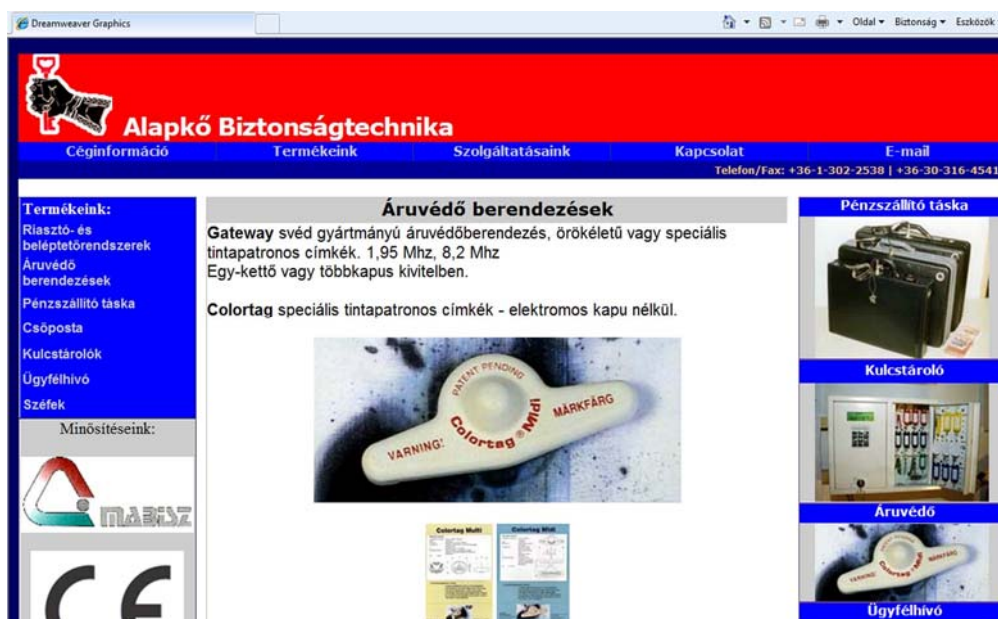 Dreamweaver Graphics
Oldal Biztonság Eszközök
Alapkő Biztonságtechnika
Céginformáció Termékeink Szolgáltatásaink Kapcsolat E-mail
Telefon/Fax: +36-1-302-2538 | +36-30-316-4541
Termékeink:
Riasztó- és
beléptetőrendszerek
Áruvédő
berendezések
Pénzszállító táska
Csőposta
Kulcstárolók
Ügyfélhívó
Széfek
Minősítéseink:
MABISZ
CE
Áruvédő berendezések
Gateway svéd gyártmányú áruvédőberendezés, örökéletű vagy speciális
tintapatronos címkék. 1,95 Mhz, 8,2 Mhz
Egy-kettő vagy többkapus kivitelben.
Colortag speciális tintapatronos címkék - elektromos kapu nélkül.
PATENT PENDING
VARNING! Colortag ® Midi MÄRKFÄRG
Colortag Multi Colortag Midi
Pénzszállító táska
Kulcstároló
Áruvédő
VARNING! Colortag Midi MÄRKFÄRG
Ügyfélhívó